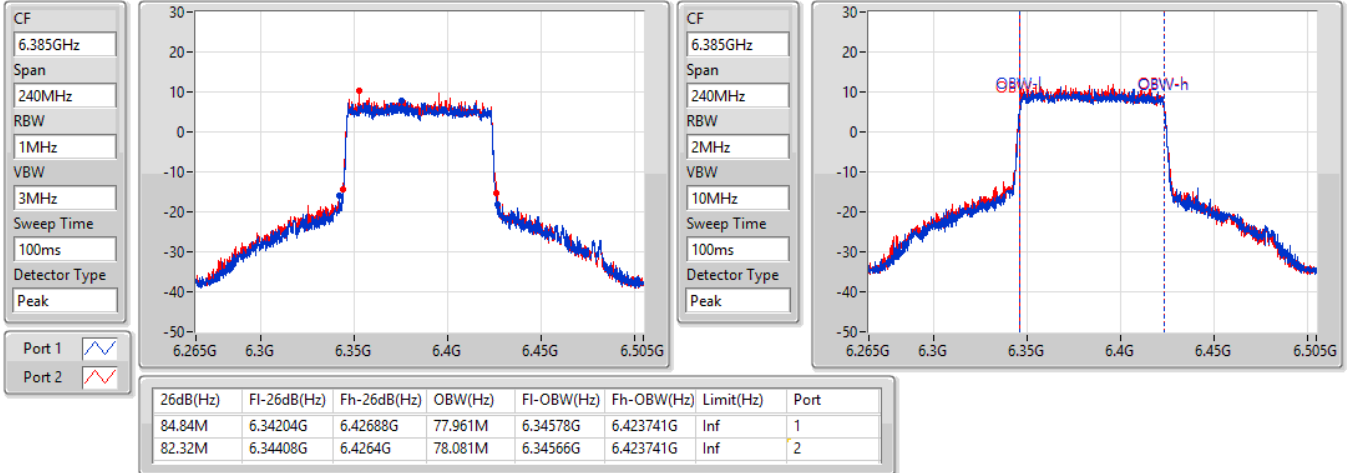 CF
6.385GHz
Span
240MHz
RBW
1MHz
VBW
3MHz
Sweep Time
100ms
Detector Type
Peak
Port 1
Port 2
30
20
10
0
-10
-20
-30
-40
-50
6.265G 6.3G 6.35G 6.4G 6.45G 6.505G
CF
6.385GHz
Span
240MHz
RBW
2MHz
VBW
10MHz
Sweep Time
100ms
Detector Type
Peak
30
20
10
0
-10
-20
-30
-40
-50
OBW-l OBW-h
6.265G 6.3G 6.35G 6.4G 6.45G 6.505G
26dB(Hz) Fl-26dB(Hz) Fh-26dB(Hz) OBW(Hz) Fl-OBW(Hz) Fh-OBW(Hz) Limit(Hz) Port
84.84M 6.34204G 6.42688G 77.961M 6.34578G 6.423741G Inf 1
82.32M 6.34408G 6.4264G 78.081M 6.34566G 6.423741G Inf 2